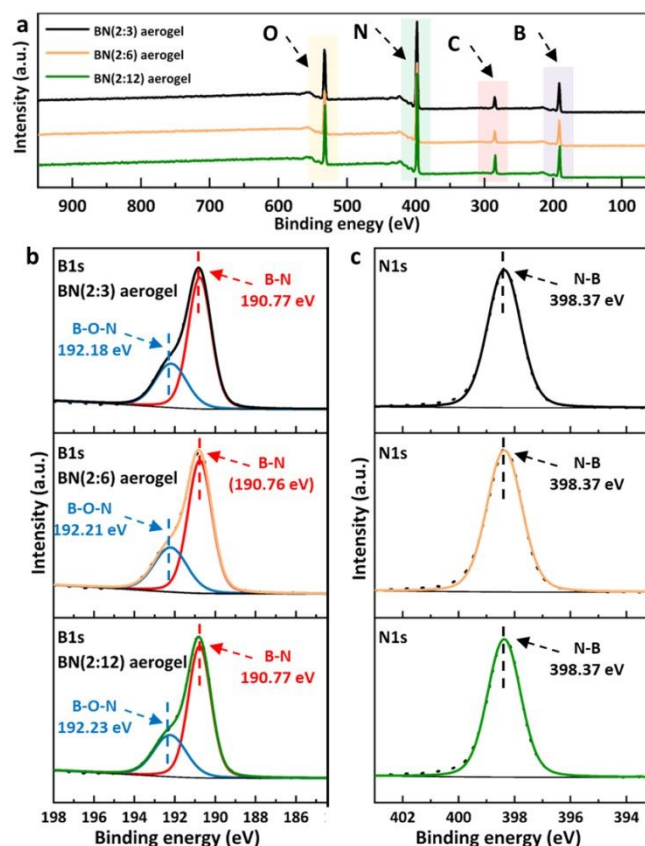 a
BN(2:3) aerogel
BN(2:6) aerogel
BN(2:12) aerogel
O
N
C
B
Intensity (a.u.)
900 800 700 600 500 400 300 200 100
Binding enegy (eV)
b
B1s
BN(2:3) aerogel
B-N
190.77 eV
B-O-N
192.18 eV
B1s
BN(2:6) aerogel
B-N
(190.76 eV)
B-O-N
192.21 eV
B1s
BN(2:12) aerogel
B-N
190.77 eV
B-O-N
192.23 eV
Intensity (a.u.)
198 196 194 192 190 188 186
Binding energy (eV)
c
N1s
N-B
398.37 eV
N1s
N-B
398.37 eV
N1s
N-B
398.37 eV
Intensity (a.u.)
402 400 398 396 394
Binding energy (eV)